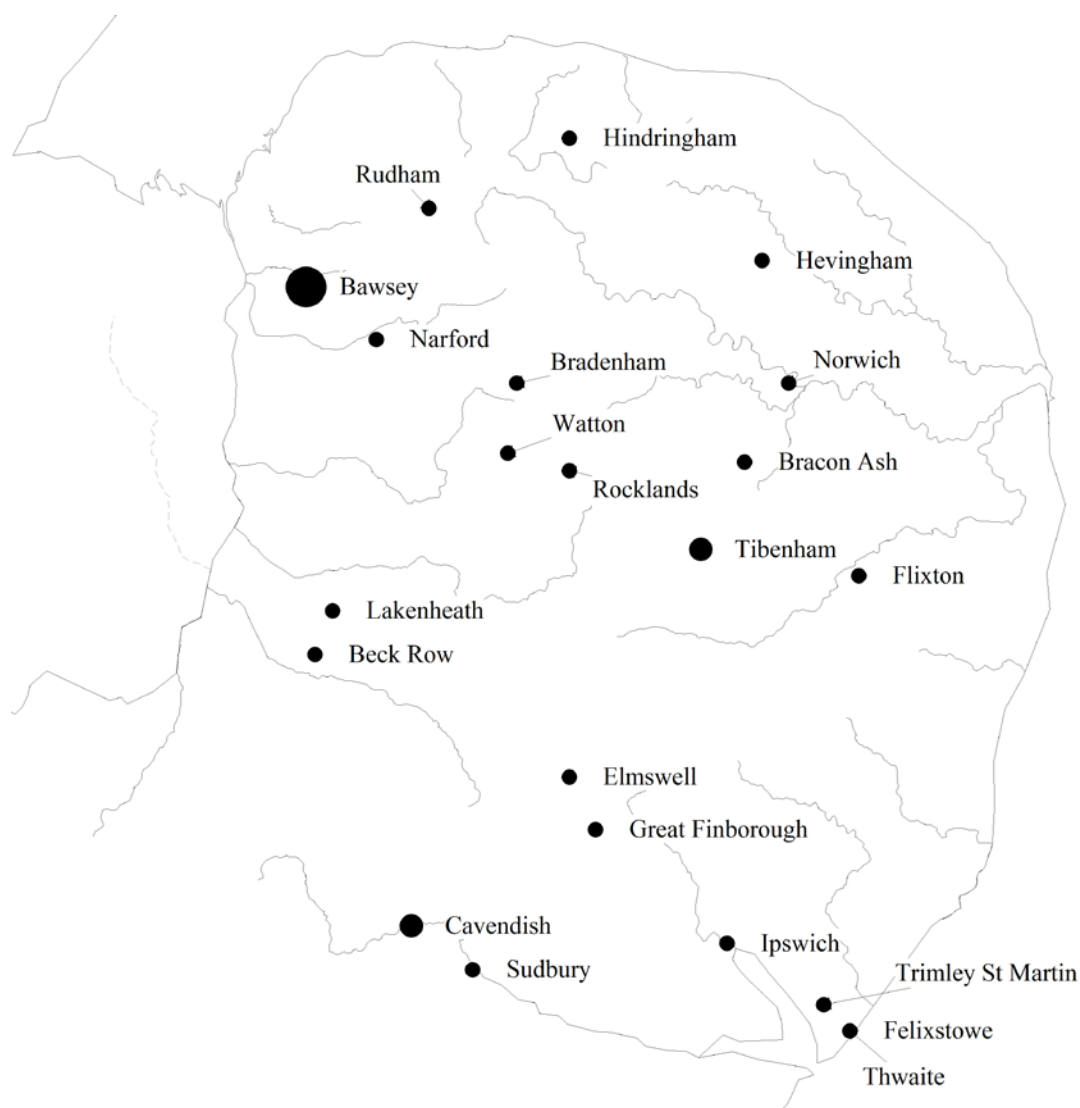 Hindringham
Rudham
Hevingham
Bawsey
Narford
Bradenham
Norwich
Watton
Bracon Ash
Rocklands
Tibenham
Flixton
Lakenheath
Beck Row
Elmswell
Great Finborough
Cavendish
Ipswich
Sudbury
Trimley St Martin
Felixstowe
Thwaite